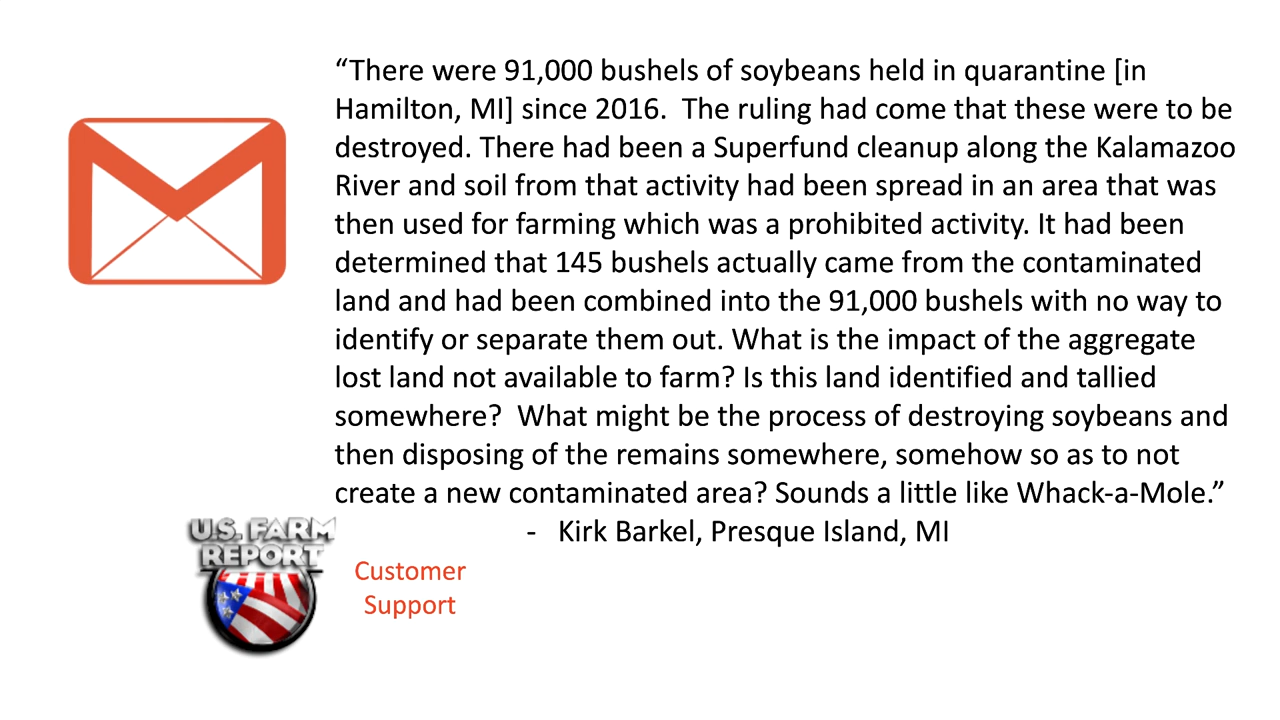 “There were 91,000 bushels of soybeans held in quarantine [in
Hamilton, MI] since 2016.  The ruling had come that these were to be
destroyed. There had been a Superfund cleanup along the Kalamazoo
River and soil from that activity had been spread in an area that was
then used for farming which was a prohibited activity. It had been
determined that 145 bushels actually came from the contaminated
land and had been combined into the 91,000 bushels with no way to
identify or separate them out. What is the impact of the aggregate
lost land not available to farm? Is this land identified and tallied
somewhere?  What might be the process of destroying soybeans and
then disposing of the remains somewhere, somehow so as to not
create a new contaminated area? Sounds a little like Whack-a-Mole.”
- Kirk Barkel, Presque Island, MI
U.S. FARM
REPORT
Customer
Support